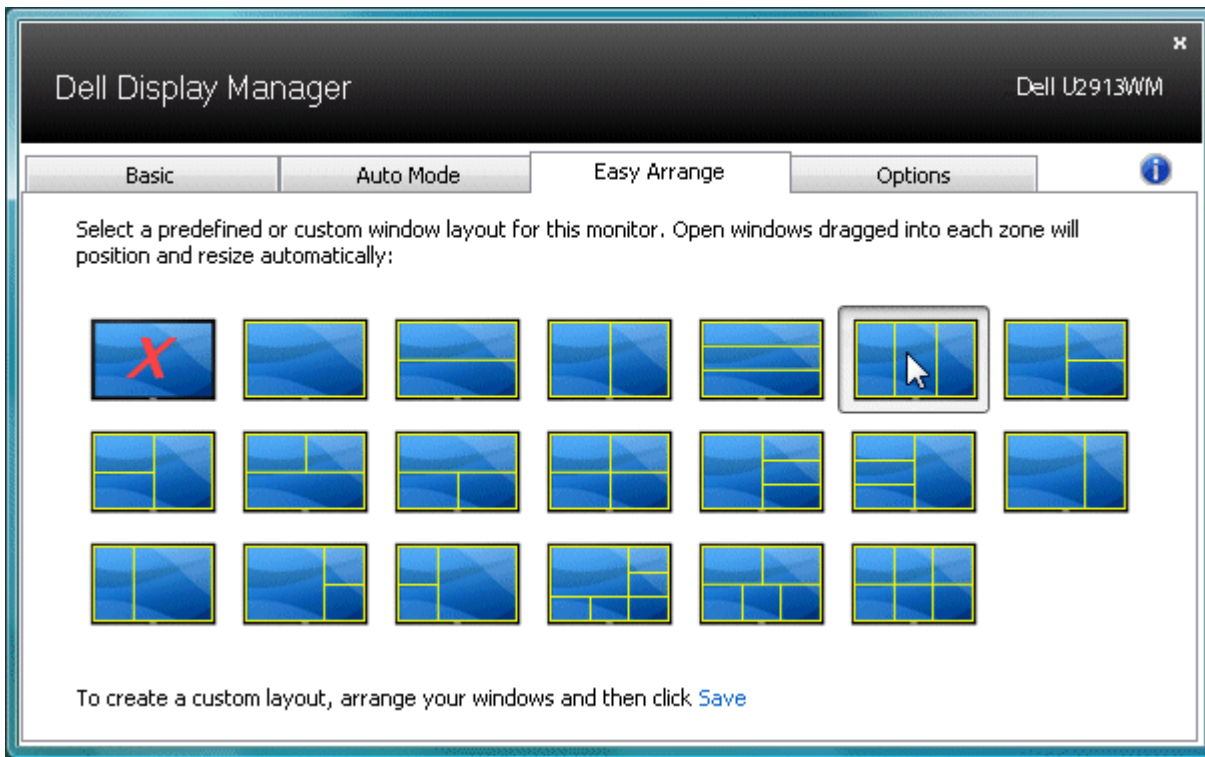 Dell Display Manager
Dell U2913WM
Basic
Auto Mode
Easy Arrange
Options
Select a predefined or custom window layout for this monitor. Open windows dragged into each zone will
position and resize automatically:
X
To create a custom layout, arrange your windows and then click Save